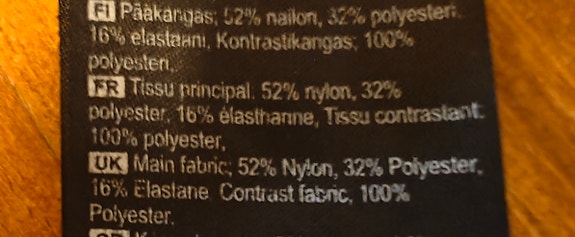 FI Pääkangas; 52% nailon, 32% polyesteri,
16% elastaani, Kontrastikangas; 100%
polyesteri,
FR Tissu principal. 52% nylon, 32%
polyester, 16% élasthanne, Tissu contrastant:
100% polyester,
UK Main fabric; 52% Nylon, 32% Polyester,
16% Elastane. Contrast fabric, 100%
Polyester.